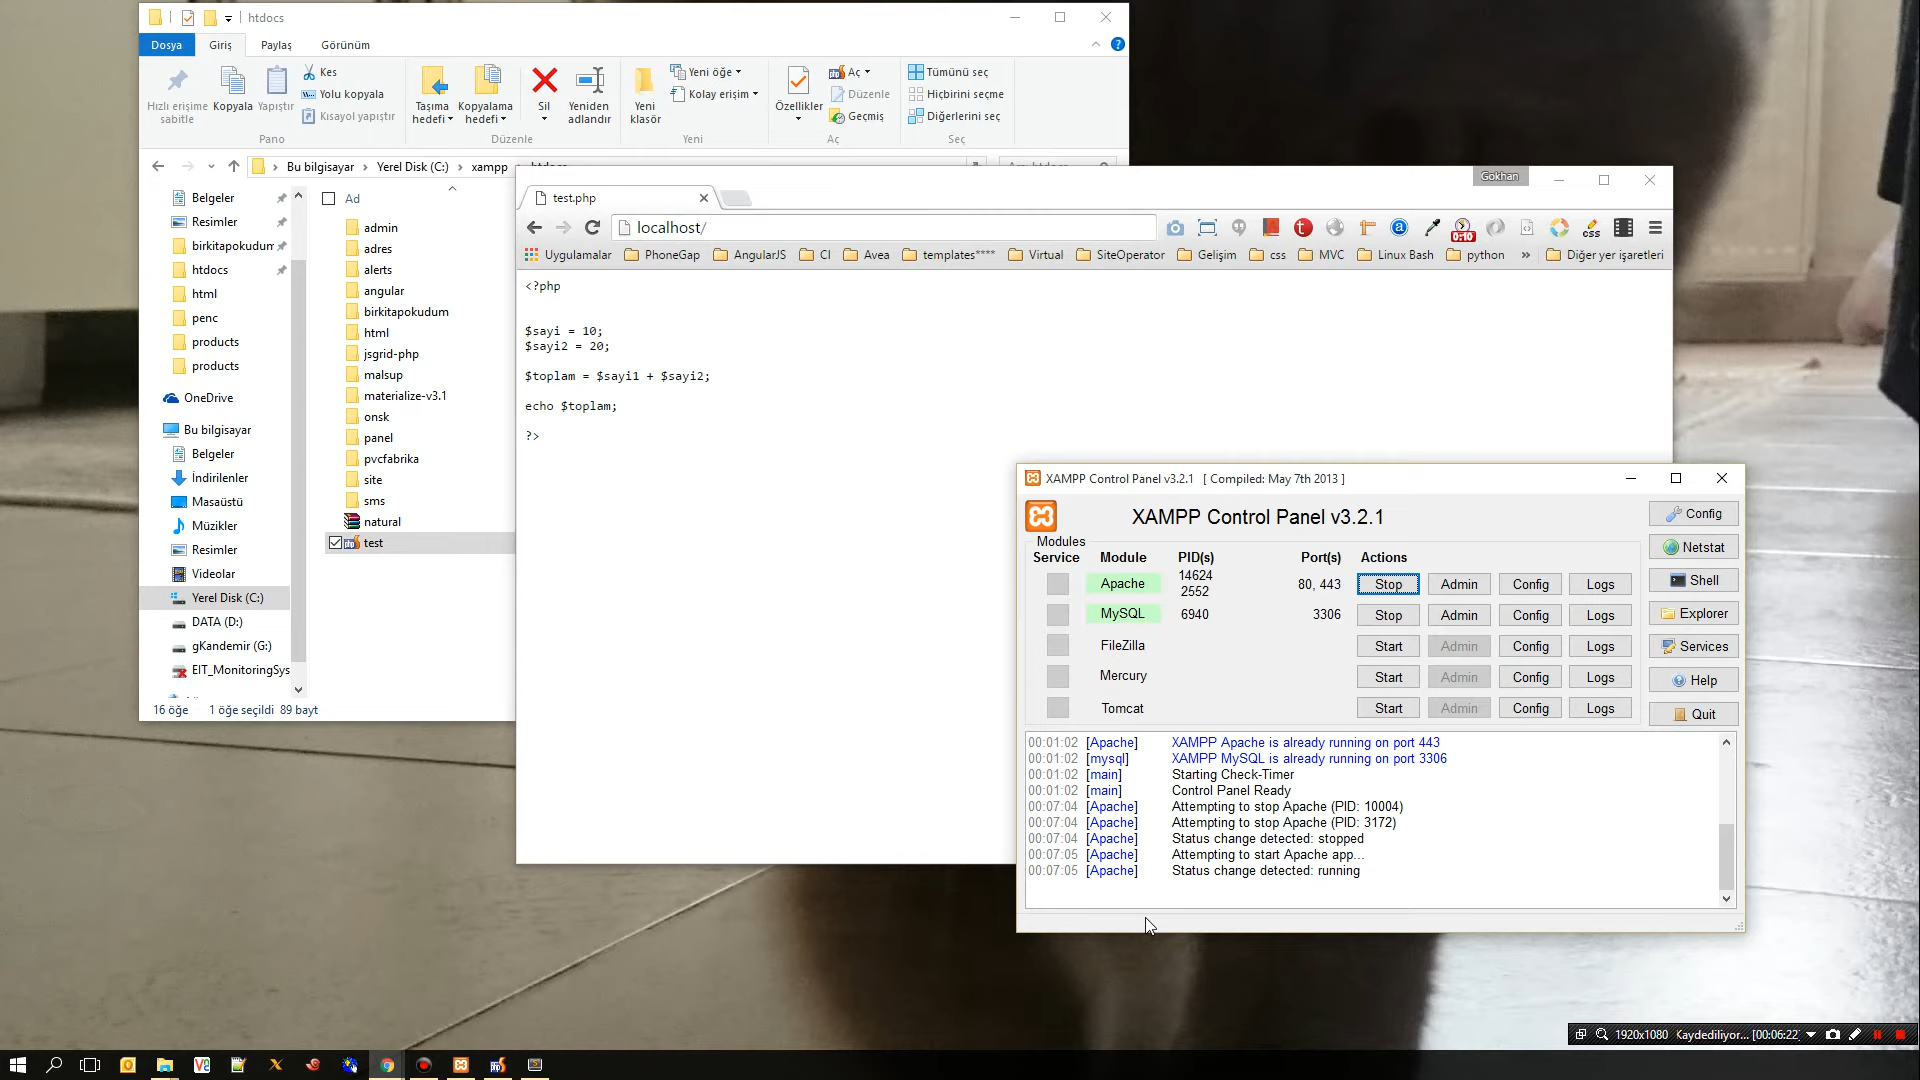 htdocs
Dosya Giriş Paylaş Görünüm
Hızlı erişime sabitle
Kopyala
Yapıştır
Kes
Yolu kopyala
Kısayol yapıştır
Pano
Taşıma hedefi
Kopyalama hedefi
Sil
Yeniden adlandır
Düzenle
Yeni klasör
Yeni öğe
Kolay erişim
Yeni
Özellikler
Aç
Düzenle
Geçmiş
Aç
Tümünü seç
Hiçbirini seçme
Diğerlerini seç
Seç
Bu bilgisayar > Yerel Disk (C:) > xampp
Belgeler
Resimler
birkitapokudum
htdocs
html
penc
products
products
OneDrive
Bu bilgisayar
Belgeler
İndirilenler
Masaüstü
Müzikler
Resimler
Videolar
Yerel Disk (C:)
DATA (D:)
gKandemir (G:)
EIT_MonitoringSys
Ad
admin
adres
alerts
angular
birkitapokudum
html
jsgrid-php
malsup
materialize-v3.1
onsk
panel
pvcfabrika
site
sms
natural
test
16 öğe 1 öğe seçildi 89 bayt
Gökhan
test.php
localhost/
0:10
css
Uygulamalar PhoneGap AngularJS CI Avea templates**** Virtual SiteOperator Gelişim css MVC Linux Bash python » Diğer yer işaretleri
<?php
$sayi = 10;
$sayi2 = 20;
$toplam = $sayi1 + $sayi2;
echo $toplam;
?>
XAMPP Control Panel v3.2.1 [ Compiled: May 7th 2013 ]
XAMPP Control Panel v3.2.1
Modules
Service Module PID(s) Port(s) Actions
Apache 14624 2552 80, 443 Stop Admin Config Logs
MySQL 6940 3306 Stop Admin Config Logs
FileZilla Start Admin Config Logs
Mercury Start Admin Config Logs
Tomcat Start Admin Config Logs
Config
Netstat
Shell
Explorer
Services
Help
Quit
00:01:02 [Apache] XAMPP Apache is already running on port 443
00:01:02 [mysql] XAMPP MySQL is already running on port 3306
00:01:02 [main] Starting Check-Timer
00:01:02 [main] Control Panel Ready
00:07:04 [Apache] Attempting to stop Apache (PID: 10004)
00:07:04 [Apache] Attempting to stop Apache (PID: 3172)
00:07:04 [Apache] Status change detected: stopped
00:07:05 [Apache] Attempting to start Apache app...
00:07:05 [Apache] Status change detected: running
1920x1080 Kaydediliyor... [00:06:22]